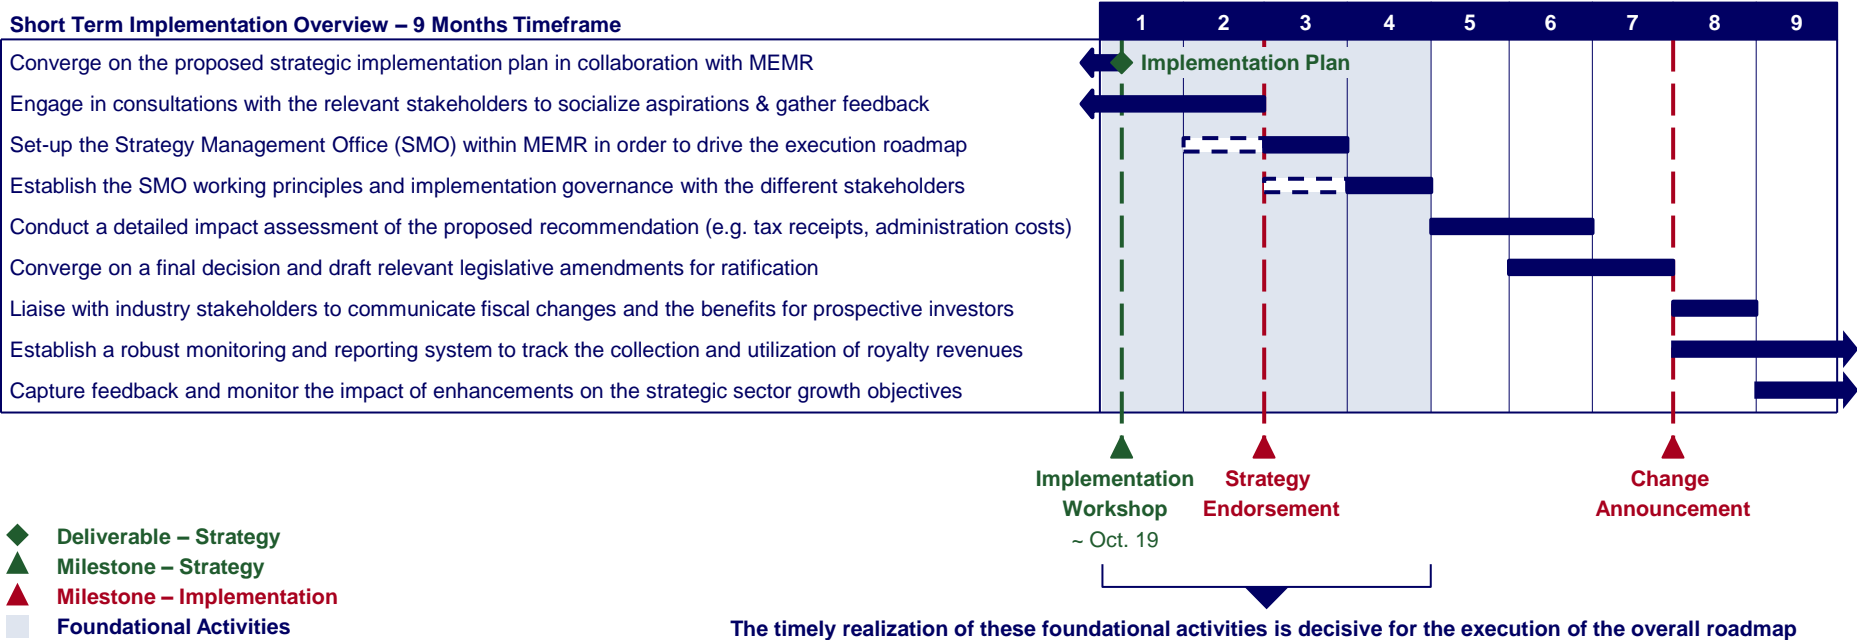 Short Term Implementation Overview – 9 Months Timeframe
1 2 3 4 5 6 7 8 9
Converge on the proposed strategic implementation plan in collaboration with MEMR
Implementation Plan
Engage in consultations with the relevant stakeholders to socialize aspirations & gather feedback
Set-up the Strategy Management Office (SMO) within MEMR in order to drive the execution roadmap
Establish the SMO working principles and implementation governance with the different stakeholders
Conduct a detailed impact assessment of the proposed recommendation (e.g. tax receipts, administration costs)
Converge on a final decision and draft relevant legislative amendments for ratification
Liaise with industry stakeholders to communicate fiscal changes and the benefits for prospective investors
Establish a robust monitoring and reporting system to track the collection and utilization of royalty revenues
Capture feedback and monitor the impact of enhancements on the strategic sector growth objectives
Implementation
Workshop
~ Oct. 19
Strategy
Endorsement
Change
Announcement
Deliverable – Strategy
Milestone – Strategy
Milestone – Implementation
Foundational Activities
The timely realization of these foundational activities is decisive for the execution of the overall roadmap